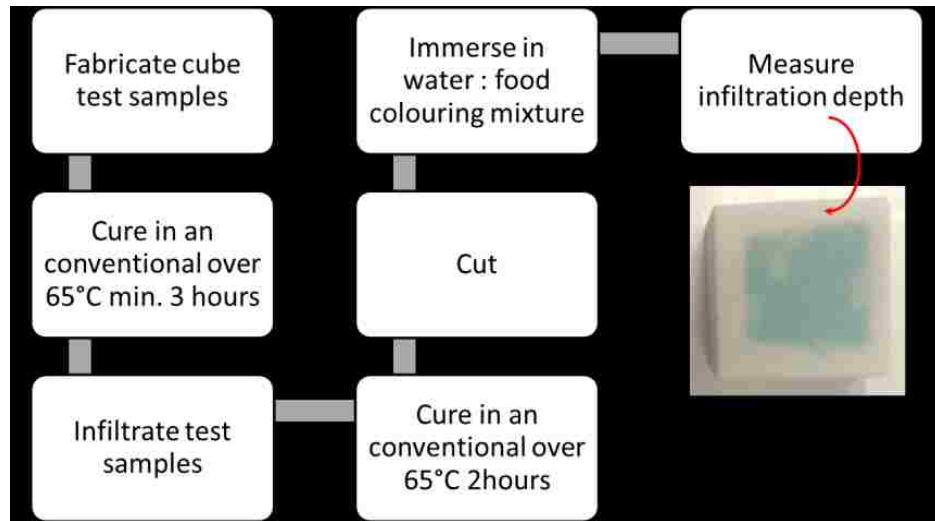 Fabricate cube
test samples
Cure in an
conventional over
65°C min. 3 hours
Infiltrate test
samples
Cure in an
conventional over
65°C 2hours
Cut
Immerse in
water : food
colouring mixture
Measure
infiltration depth